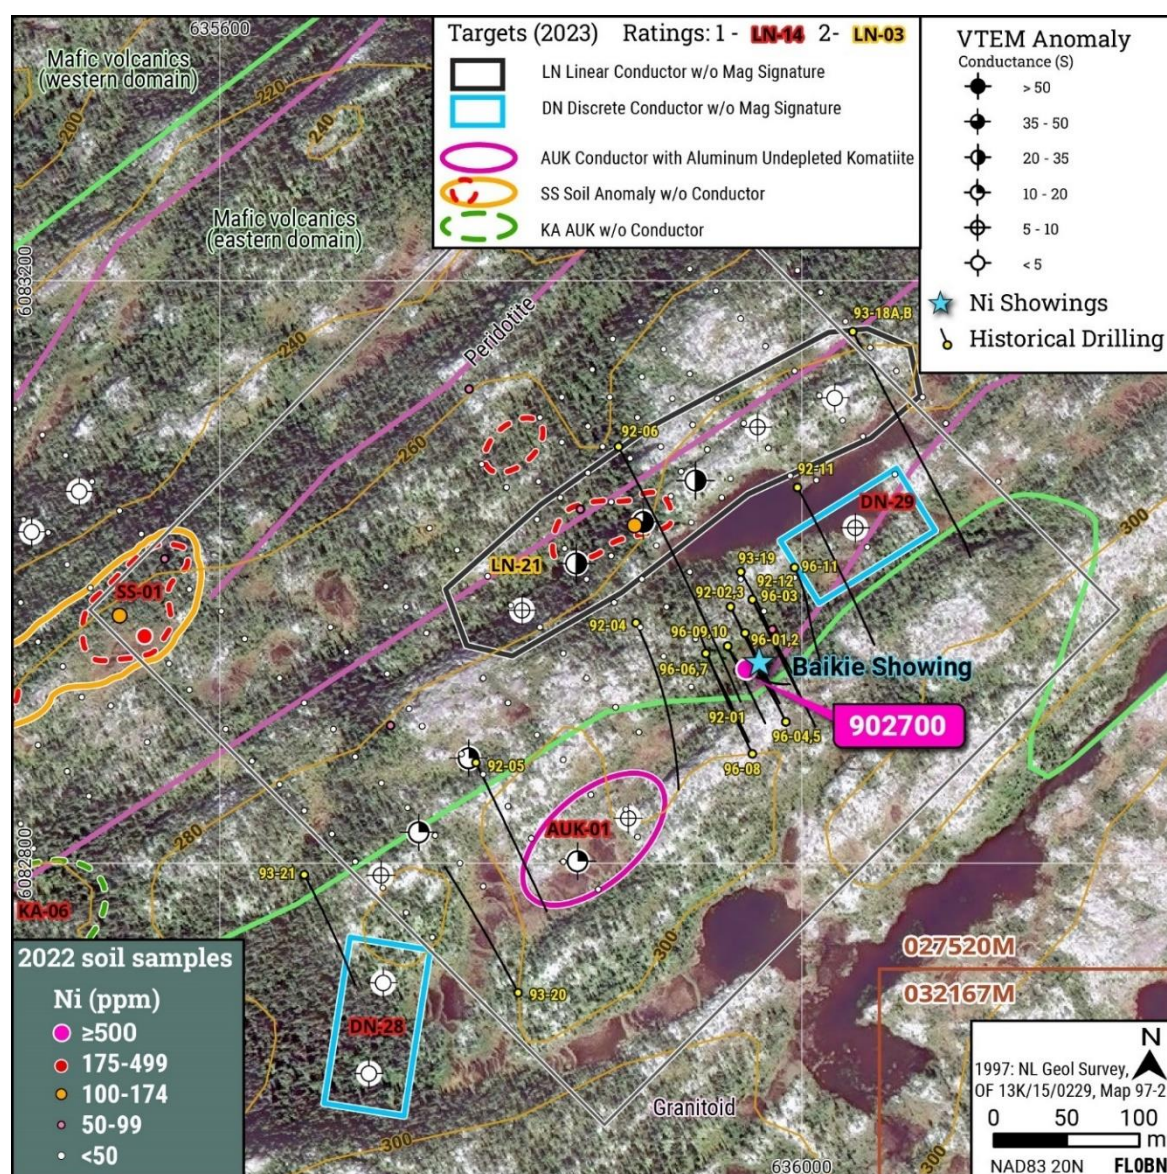 635600
Mafic volcanics
(western domain)
200
220
240
Mafic volcanics
(eastern domain)
6083200
240
260
Peridotite
Targets (2023) Ratings: 1 - LN-14 2- LN-03
LN Linear Conductor w/o Mag Signature
DN Discrete Conductor w/o Mag Signature
AUK Conductor with Aluminum Undepleted Komatiite
SS Soil Anomaly w/o Conductor
KA AUK w/o Conductor
VTEM Anomaly
Conductance (S)
> 50
35 - 50
20 - 35
10 - 20
5 - 10
< 5
Ni Showings
Historical Drilling
93-18A,B
92-06
92-11
DN-29
300
LN-21
SS-01
93-19
96-11
92-12
92-02,3
96-03
92-04
96-09,10
96-01,2
96-06,7
Baikie Showing
92-01
902700
96-04,5
96-08
92-05
AUK-01
280
6082800
93-21
KA-06
300
93-20
DN-28
027520M
032167M
Granitoid
300
300
636000
2022 soil samples
Ni (ppm)
≥500
175-499
100-174
50-99
<50
N
1997: NL Geol Survey,
OF 13K/15/0229, Map 97-2
0 50 100
m
NAD83 20N FL0BN